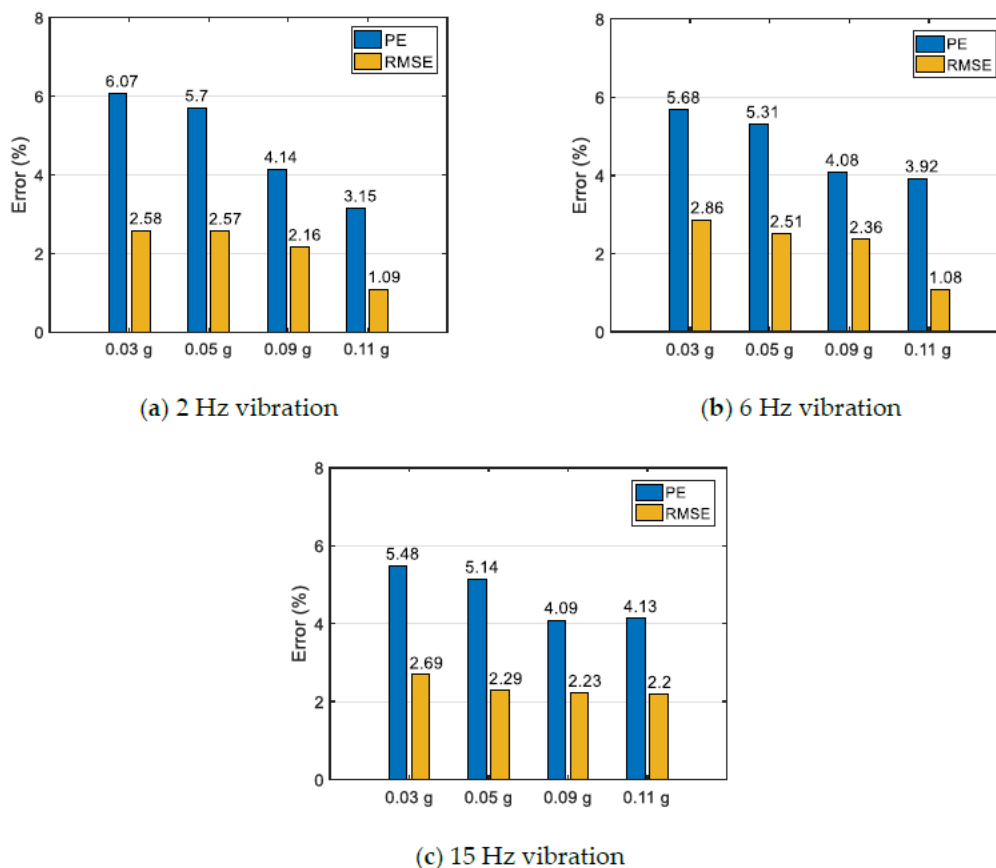 8
PE
RMSE
6.07
6
5.7
Error (%)
4.14
4
3.15
2.58
2.57
2.16
2
1.09
0
0.03 g 0.05 g 0.09 g 0.11 g
(a) 2 Hz vibration
8
PE
RMSE
6
5.68
5.31
Error (%)
4.08
3.92
4
2.86
2.51
2.36
2
1.08
0
0.03 g 0.05 g 0.09 g 0.11 g
(b) 6 Hz vibration
8
PE
RMSE
6
5.48
5.14
Error (%)
4.09
4.13
4
2.69
2.29
2.23
2.2
2
0
0.03 g 0.05 g 0.09 g 0.11 g
(c) 15 Hz vibration